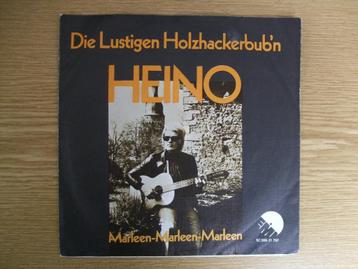 Die Lustigen Holzhackerbub'n
HEINO
Marleen-Marleen-Marleen
EMI